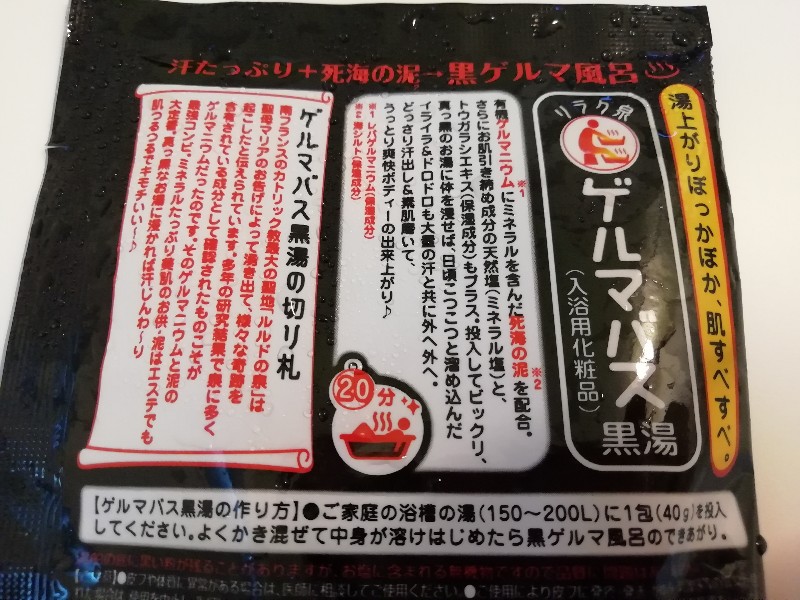 汗たっぷり+死海の泥→黒ゲルマ風呂
湯上がりぽっかぽか、肌すべすべ。
リラク泉
ゲルマバス
(入浴用化粧品)
黒湯
有機ゲルマニウム※1にミネラルを含んだ死海の泥※2を配合。
さらにお肌引き締め成分の天然塩(ミネラル塩)と、
トウガラシエキス(保湿成分)もプラス。投入してビックリ、
真っ黒のお湯に体を浸せば、日頃こつこつと溜め込んだ
イライラ&ドロドロも大量の汗と共に外へ外へ。
どっさり汗出し&素肌磨いて、
うっとり爽快ボディーの出来上がり♪
※1 レパゲルマニウム(保湿成分)
※2 海シルト(保湿成分)
20分
ゲルマバス黒湯の切り札
南フランスのカトリック教最大の聖地「ルルドの泉」は
聖母マリアのお告げによって湧き出て、様々な奇跡を
起こしたと伝えられています。多年の研究結果で泉に多く
含有されている成分として確認されたものこそが
ゲルマニウムだったのです。そのゲルマニウムと泥の
最強コンビ。ミネラルたっぷり美肌のお供、泥はエステでも
大定番。真っ黒なお湯に浸かれば汗じんわ〜り
肌つるつるでキモチいい〜♪
【ゲルマバス黒湯の作り方】●ご家庭の浴槽の湯(150〜200L)に1包(40g)を投入
してください。よくかき混ぜて中身が溶けはじめたら黒ゲルマ風呂のできあがり。